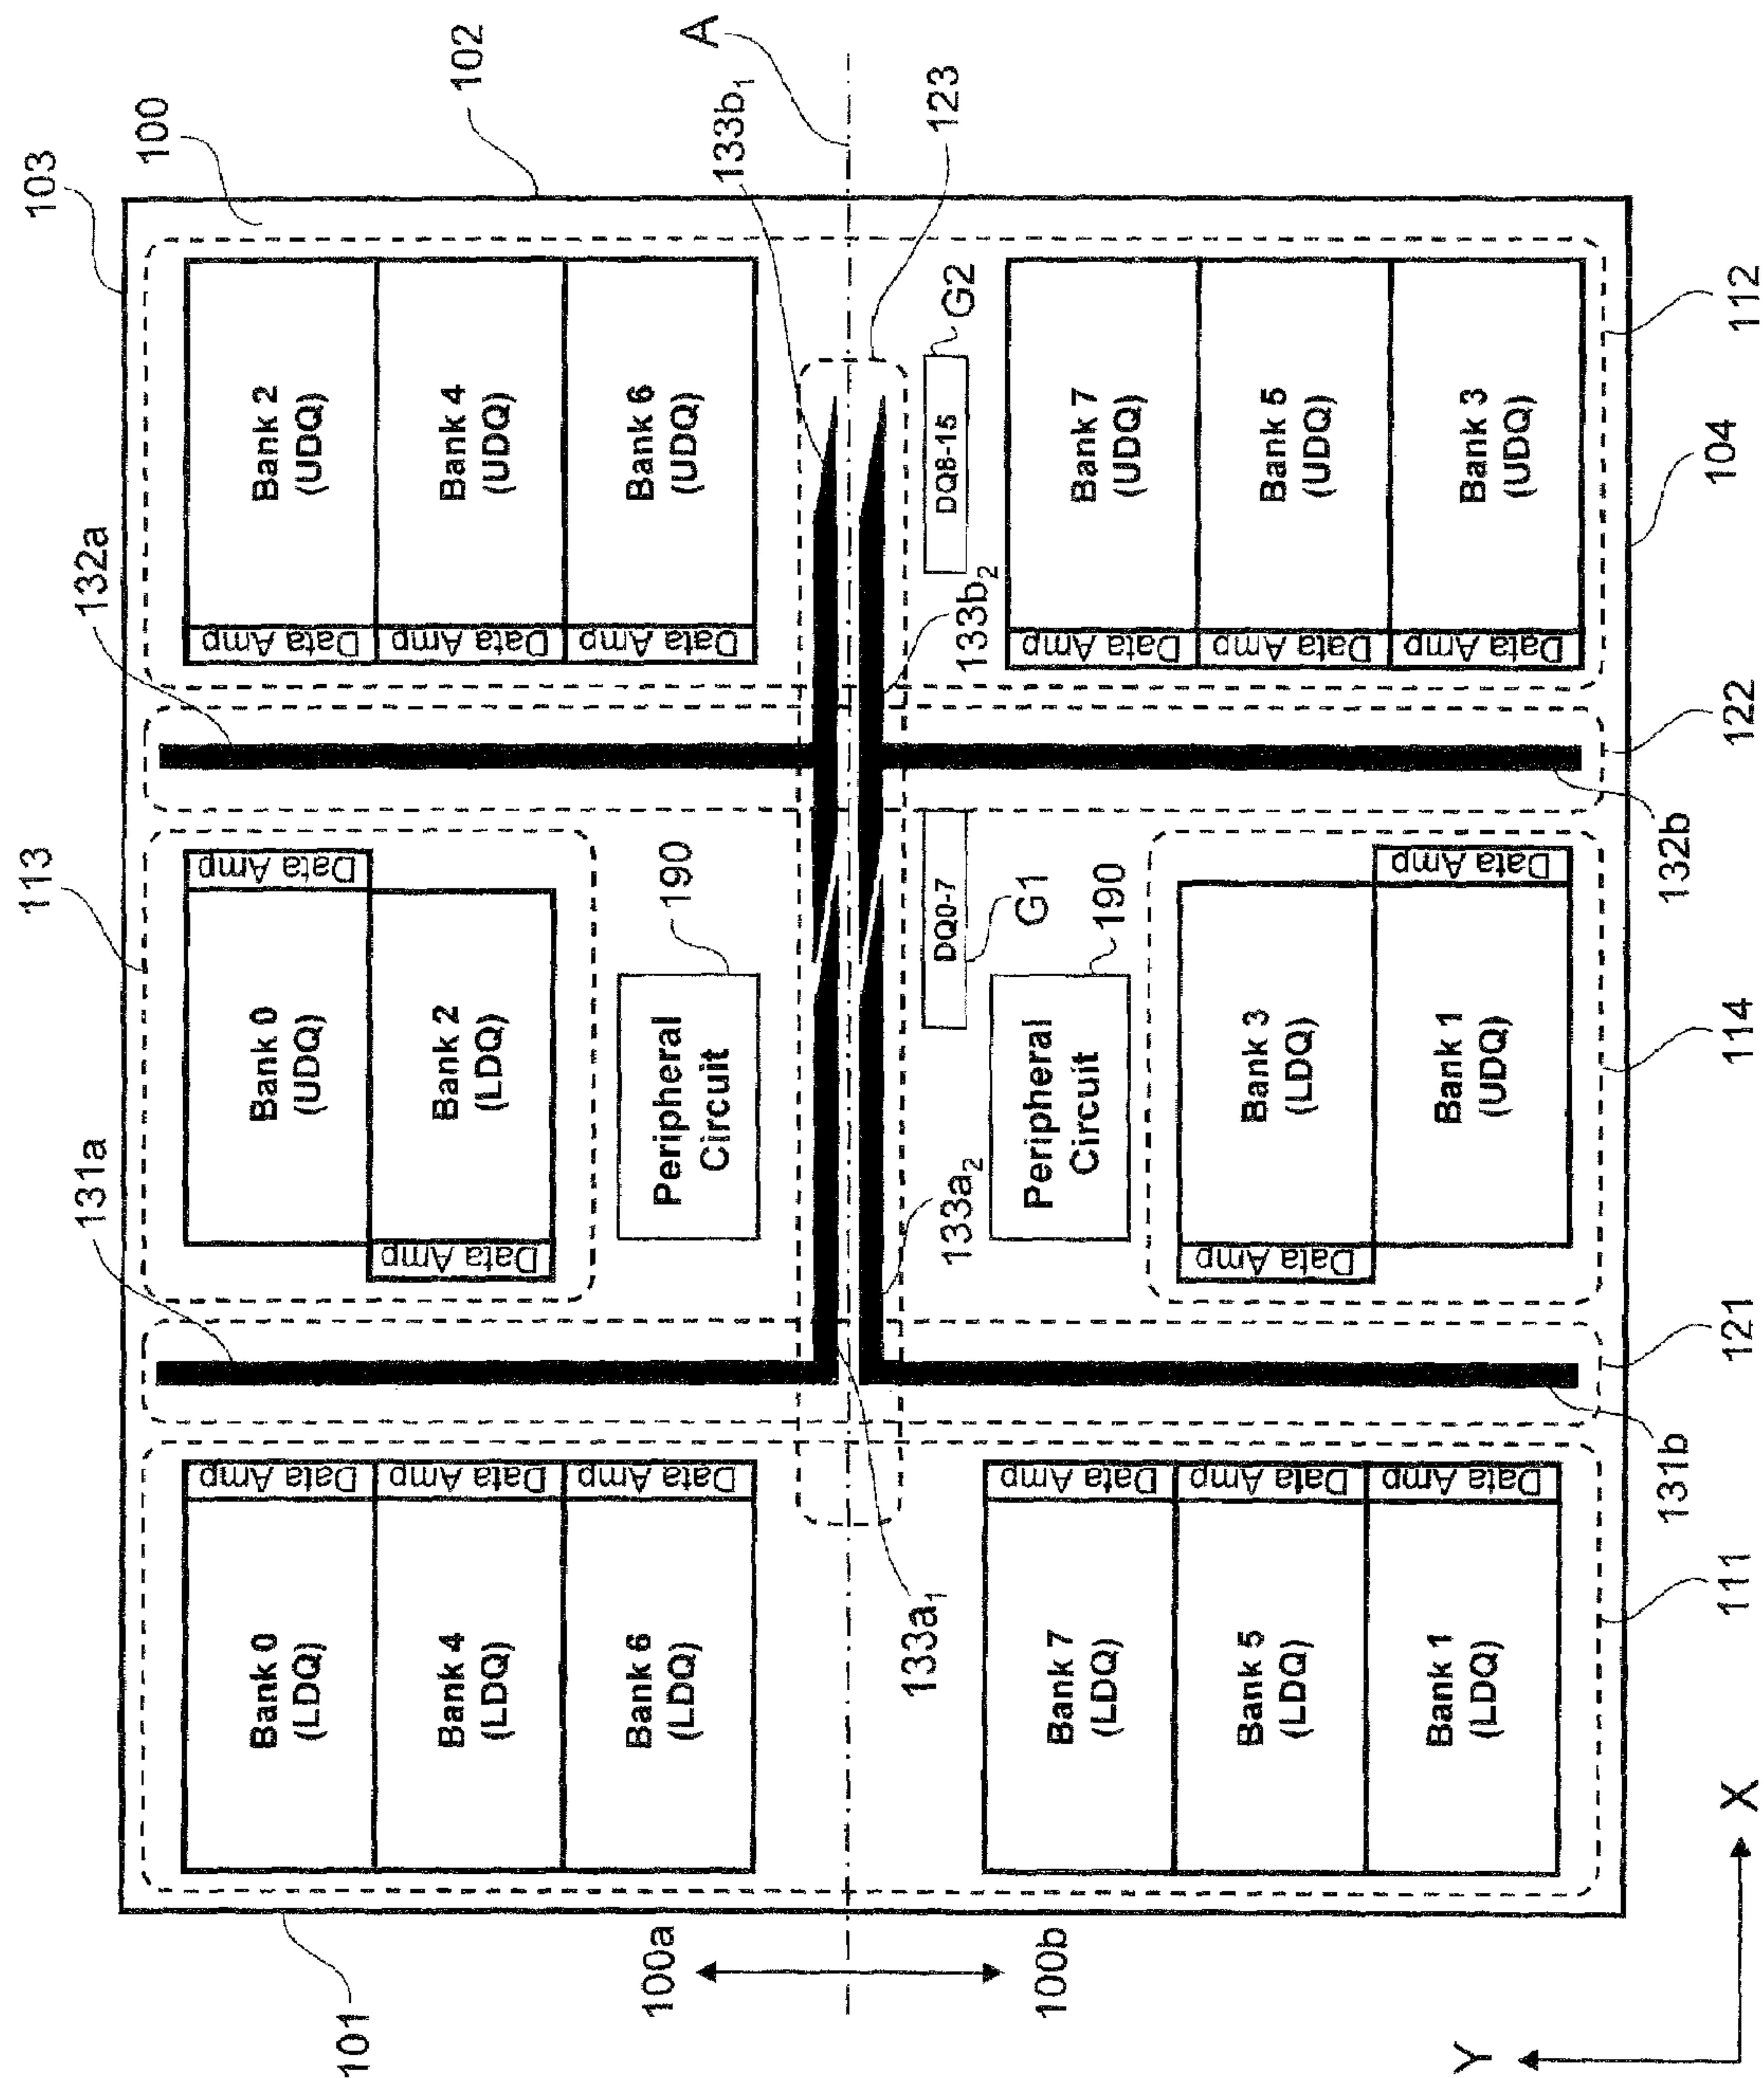 113
103
131a
132a
100
101
Data Amp
Data Amp
Data Amp
Data Amp
Bank 0
(LDQ)
Bank 0
(UDQ)
Bank 2
(UDQ)
102
Data Amp
Data Amp
Data Amp
Bank 4
(LDQ)
Bank 2
(LDQ)
Bank 4
(UDQ)
Data Amp
Data Amp
Bank 6
(LDQ)
Peripheral
Circuit
190
Bank 6
(UDQ)
100a
A
133b1
133a1
133a2
DQ0-7
DQ8-15
G2
123
133b2
G1
100b
Data Amp
Data Amp
Bank 7
(LDQ)
Peripheral
Circuit
190
Bank 7
(UDQ)
Data Amp
Data Amp
Data Amp
Bank 5
(LDQ)
Bank 3
(LDQ)
Bank 5
(UDQ)
Data Amp
Data Amp
Data Amp
Bank 1
(LDQ)
Bank 1
(UDQ)
Bank 3
(UDQ)
Y
131b
132b
104
X
111
121
114
122
112